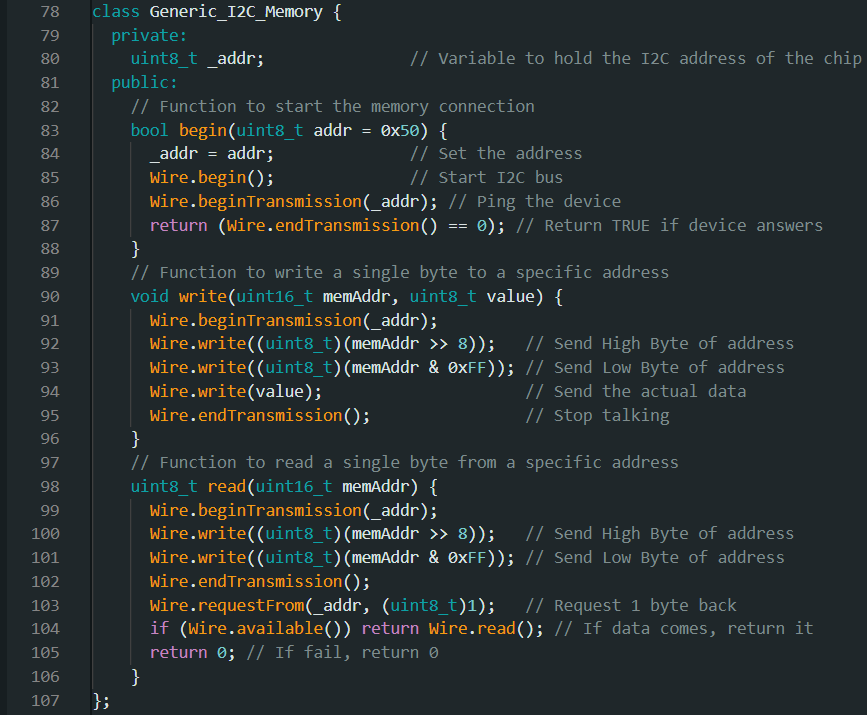 78 class Generic_I2C_Memory {
79   private:
80     uint8_t _addr;               // Variable to hold the I2C address of the chip
81   public:
82     // Function to start the memory connection
83     bool begin(uint8_t addr = 0x50) {
84       _addr = addr;              // Set the address
85       Wire.begin();              // Start I2C bus
86       Wire.beginTransmission(_addr); // Ping the device
87       return (Wire.endTransmission() == 0); // Return TRUE if device answers
88     }
89     // Function to write a single byte to a specific address
90     void write(uint16_t memAddr, uint8_t value) {
91       Wire.beginTransmission(_addr);
92       Wire.write((uint8_t)(memAddr >> 8));   // Send High Byte of address
93       Wire.write((uint8_t)(memAddr & 0xFF)); // Send Low Byte of address
94       Wire.write(value);                     // Send the actual data
95       Wire.endTransmission();                // Stop talking
96     }
97     // Function to read a single byte from a specific address
98     uint8_t read(uint16_t memAddr) {
99       Wire.beginTransmission(_addr);
100       Wire.write((uint8_t)(memAddr >> 8));   // Send High Byte of address
101       Wire.write((uint8_t)(memAddr & 0xFF)); // Send Low Byte of address
102       Wire.endTransmission();
103       Wire.requestFrom(_addr, (uint8_t)1);   // Request 1 byte back
104       if (Wire.available()) return Wire.read(); // If data comes, return it
105       return 0; // If fail, return 0
106     }
107 };